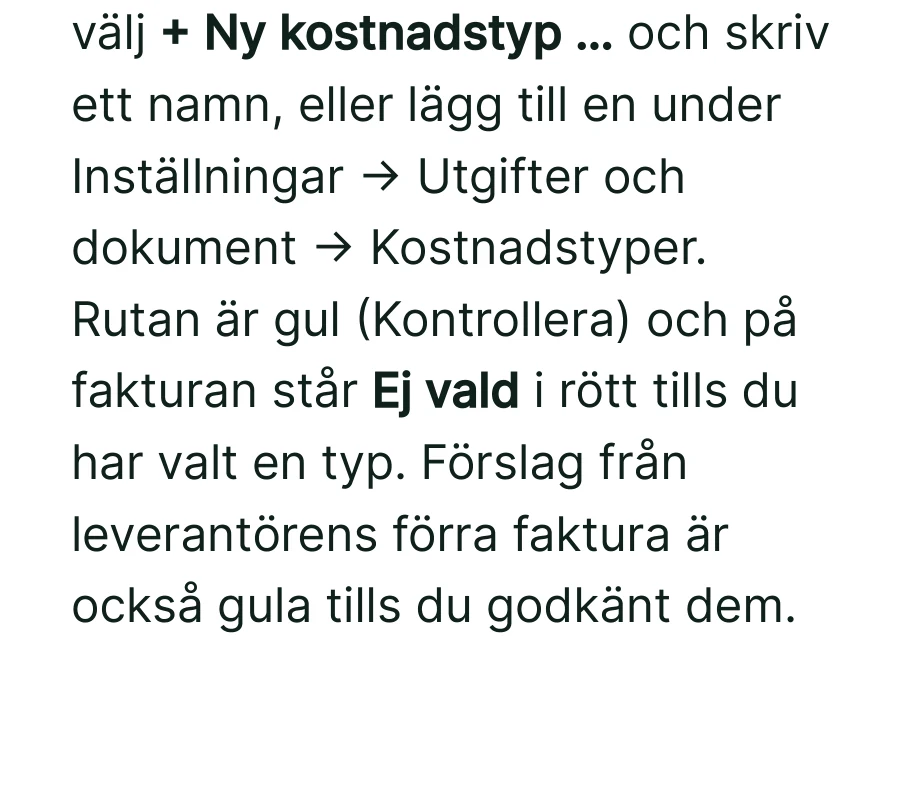 välj + Ny kostnadstyp ... och skriv
ett namn, eller lägg till en under
Inställningar → Utgifter och
dokument → Kostnadstyper.
Rutan är gul (Kontrollera) och på
fakturan står Ej vald i rött tills du
har valt en typ. Förslag från
leverantörens förra faktura är
också gula tills du godkänt dem.